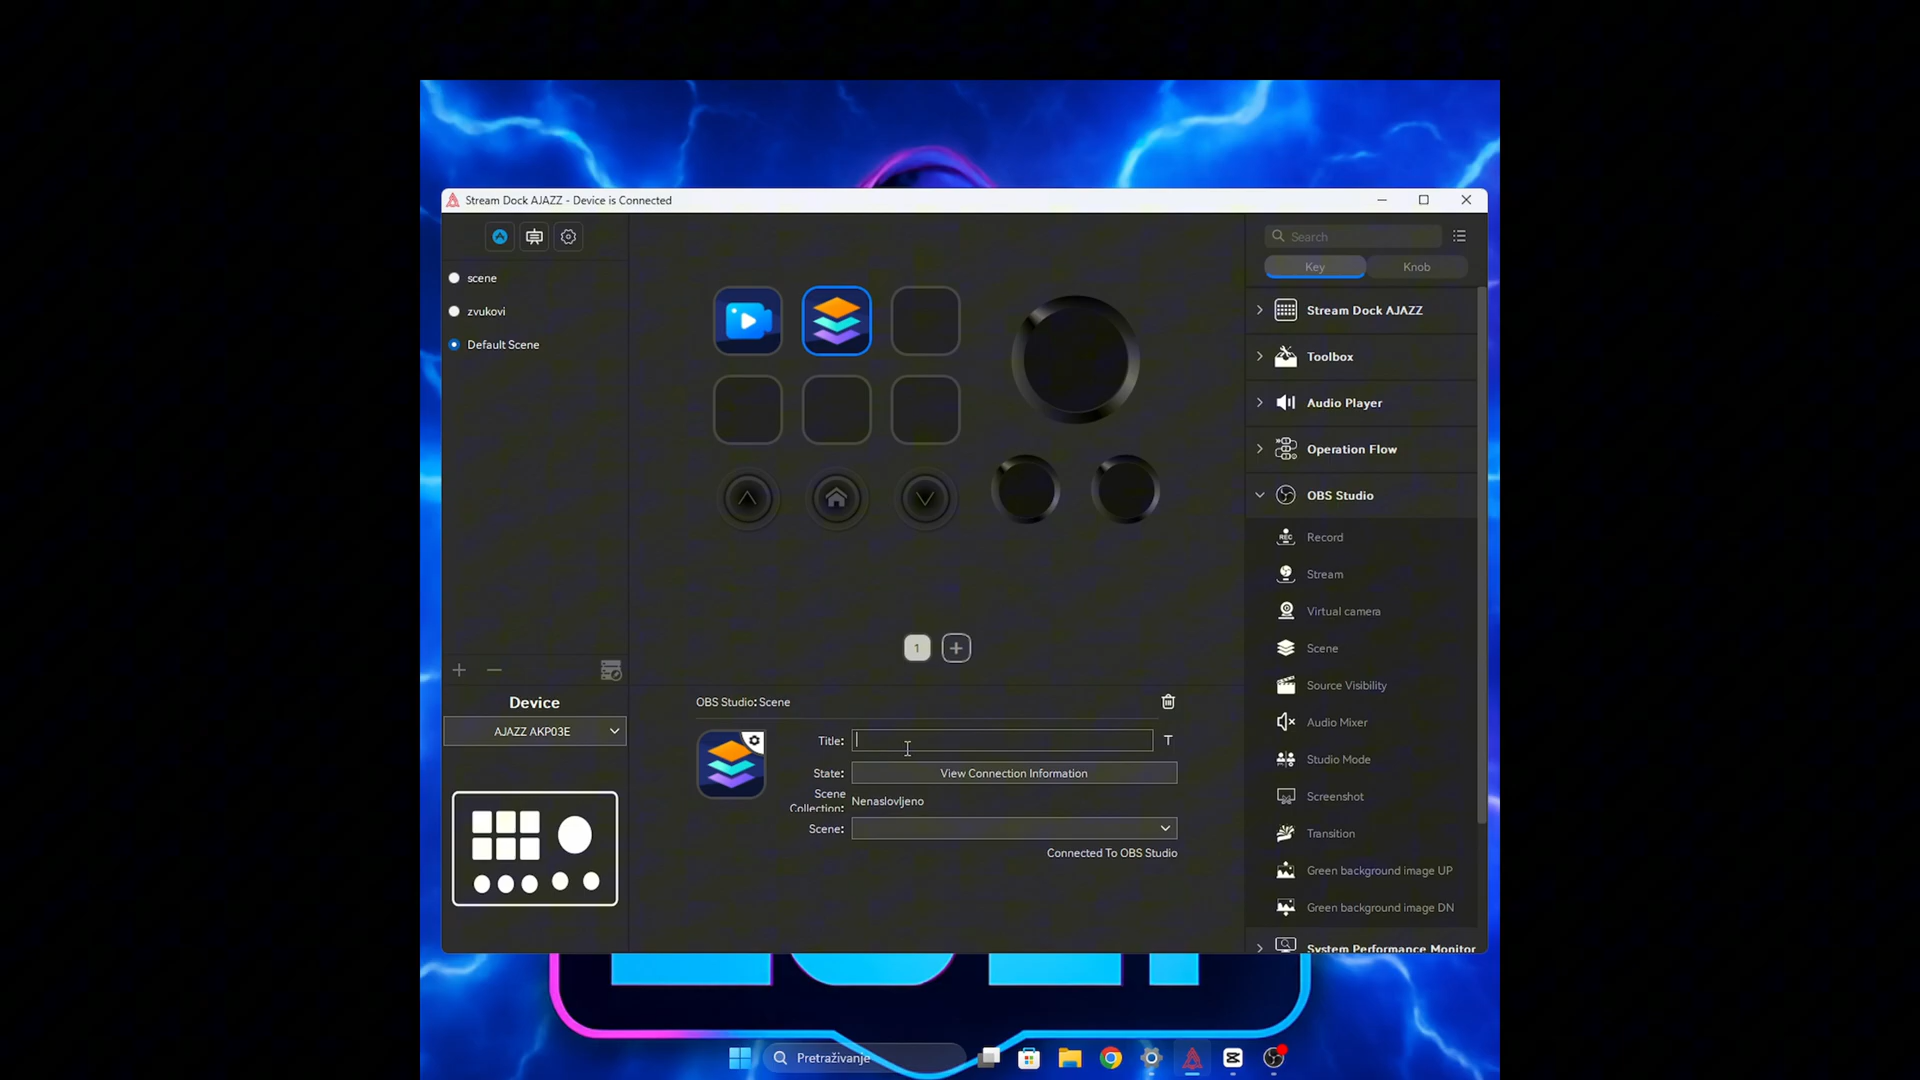 Stream Dock AJAZZ - Device is Connected
scene
zvukovi
Default Scene
Device
AJAZZ AKP03E
1
OBS Studio: Scene
Title:
T
State:
View Connection Information
Scene
Collection:
Nenaslovljeno
Scene:
Connected To OBS Studio
Search
Key
Knob
Stream Dock AJAZZ
Toolbox
Audio Player
Operation Flow
OBS Studio
REC
Record
Stream
Virtual camera
Scene
Source Visibility
Audio Mixer
Studio Mode
Screenshot
Transition
Green background image UP
Green background image DN
System Performance Monitor
Pretraživanje